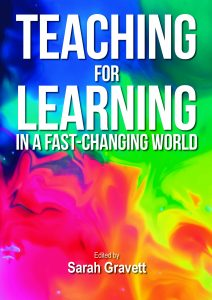 TEACHING
FOR
LEARNING
IN A FAST-CHANGING WORLD
Edited by
Sarah Gravett